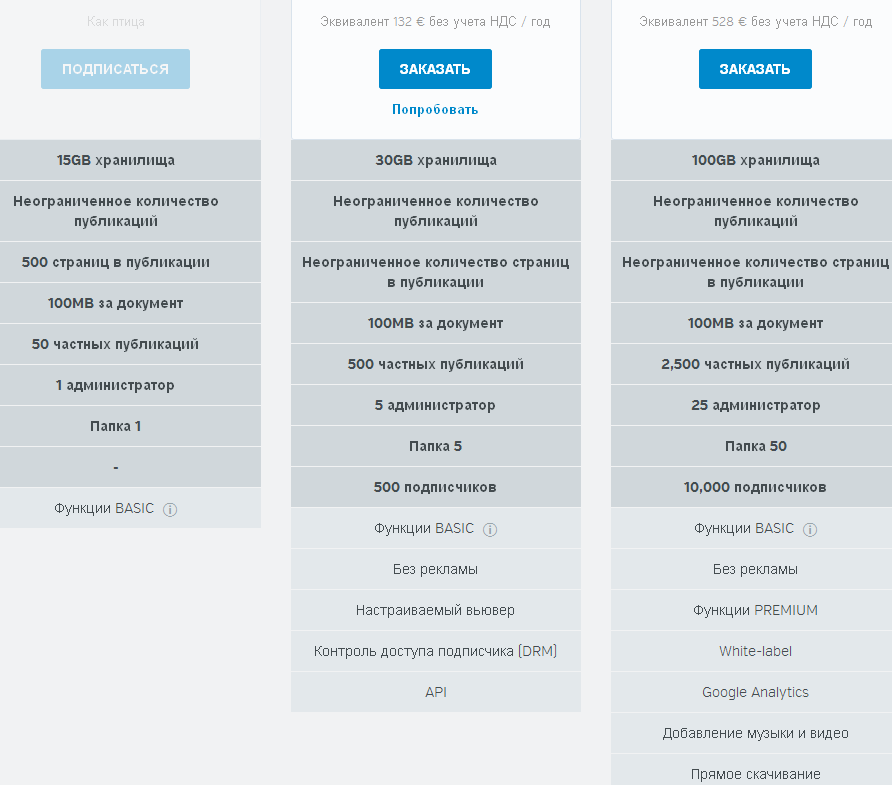 Как птица
ПОДПИСАТЬСЯ
15GB хранилища
Неограниченное количество
публикаций
500 страниц в публикации
100MB за документ
50 частных публикаций
1 администратор
Папка 1
-
Функции BASIC
Эквивалент 132 € без учета НДС / год
ЗАКАЗАТЬ
Попробовать
30GB хранилища
Неограниченное количество
публикаций
Неограниченное количество страниц
в публикации
100MB за документ
500 частных публикаций
5 администратор
Папка 5
500 подписчиков
Функции BASIC
Без рекламы
Настраиваемый вьювер
Контроль доступа подписчика (DRM)
API
Эквивалент 528 € без учета НДС / год
ЗАКАЗАТЬ
100GB хранилища
Неограниченное количество
публикаций
Неограниченное количество страниц
в публикации
100MB за документ
2,500 частных публикаций
25 администратор
Папка 50
10,000 подписчиков
Функции BASIC
Без рекламы
Функции PREMIUM
White-label
Google Analytics
Добавление музыки и видео
Прямое скачивание